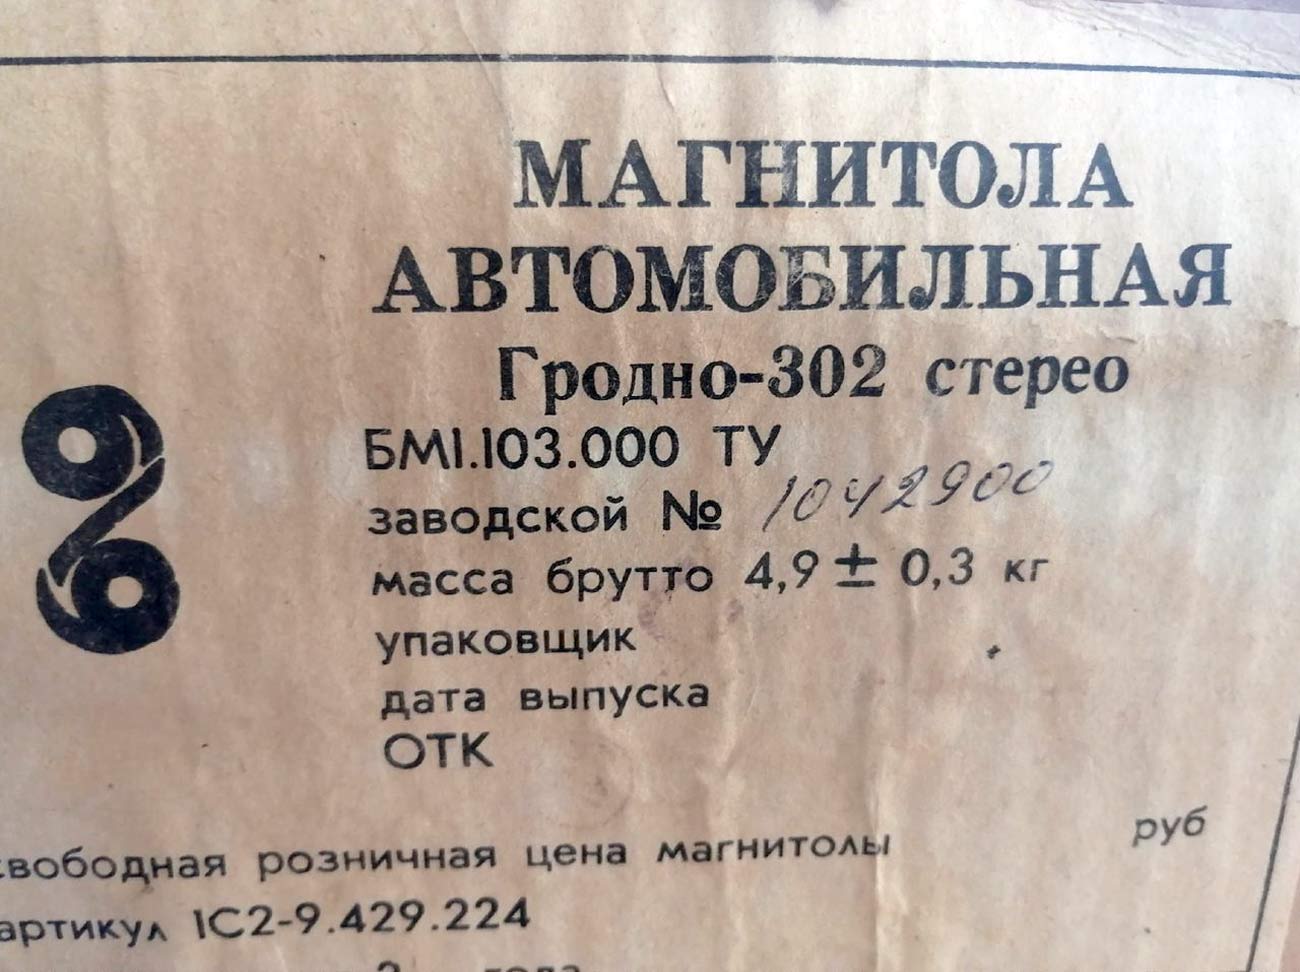 МАГНИТОЛА
АВТОМОБИЛЬНАЯ
Гродно-302 стерео
БМ1.103.000 ТУ
заводской № 1042900
масса брутто 4,9 ± 0,3 кг
упаковщик
дата выпуска
ОТК
свободная розничная цена магнитолы руб
артикул 1С2-9.429.224